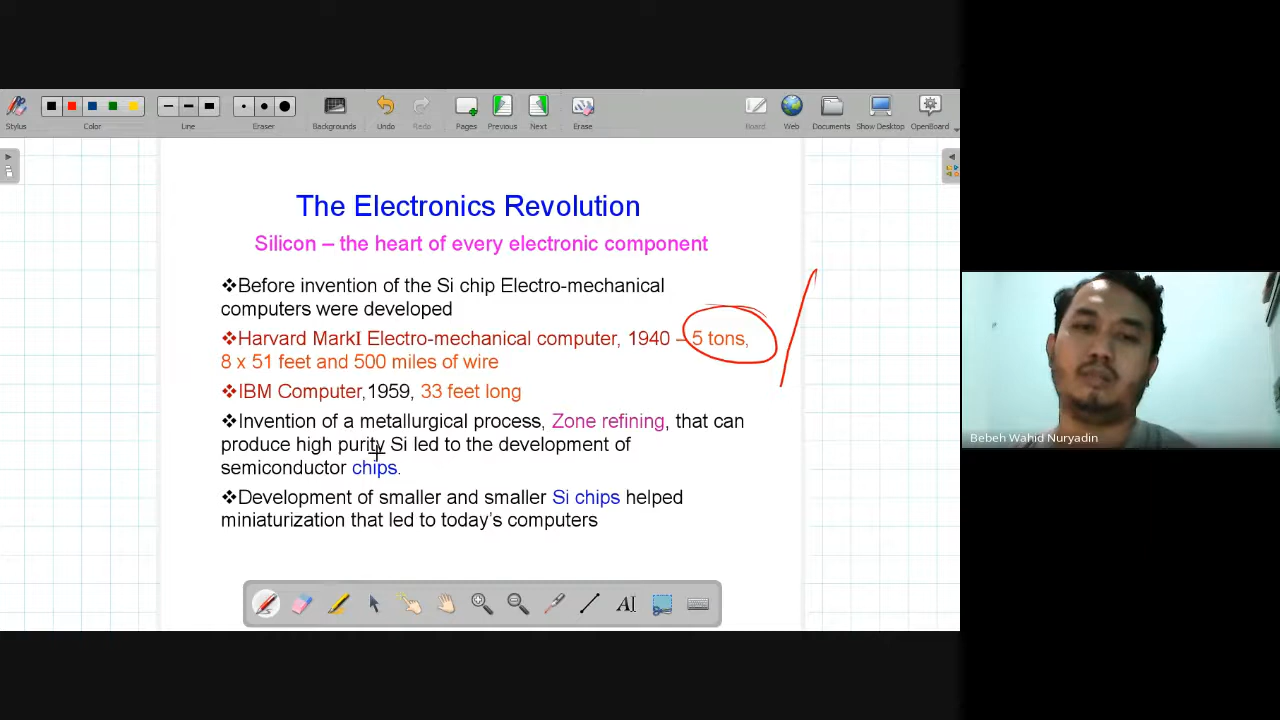 Stylus
Color
Line
Eraser
Backgrounds
Undo
Redo
Pages
Previous
Next
Erase
Board
Web
Documents
Show Desktop
OpenBoard
The Electronics Revolution
Silicon – the heart of every electronic component
❖Before invention of the Si chip Electro-mechanical
computers were developed
❖Harvard MarkI Electro-mechanical computer, 1940 – 5 tons,
8 x 51 feet and 500 miles of wire
❖IBM Computer,1959, 33 feet long
❖Invention of a metallurgical process, Zone refining, that can
produce high purity Si led to the development of
semiconductor chips.
❖Development of smaller and smaller Si chips helped
miniaturization that led to today's computers
AI
Bebeh Wahid Nuryadin